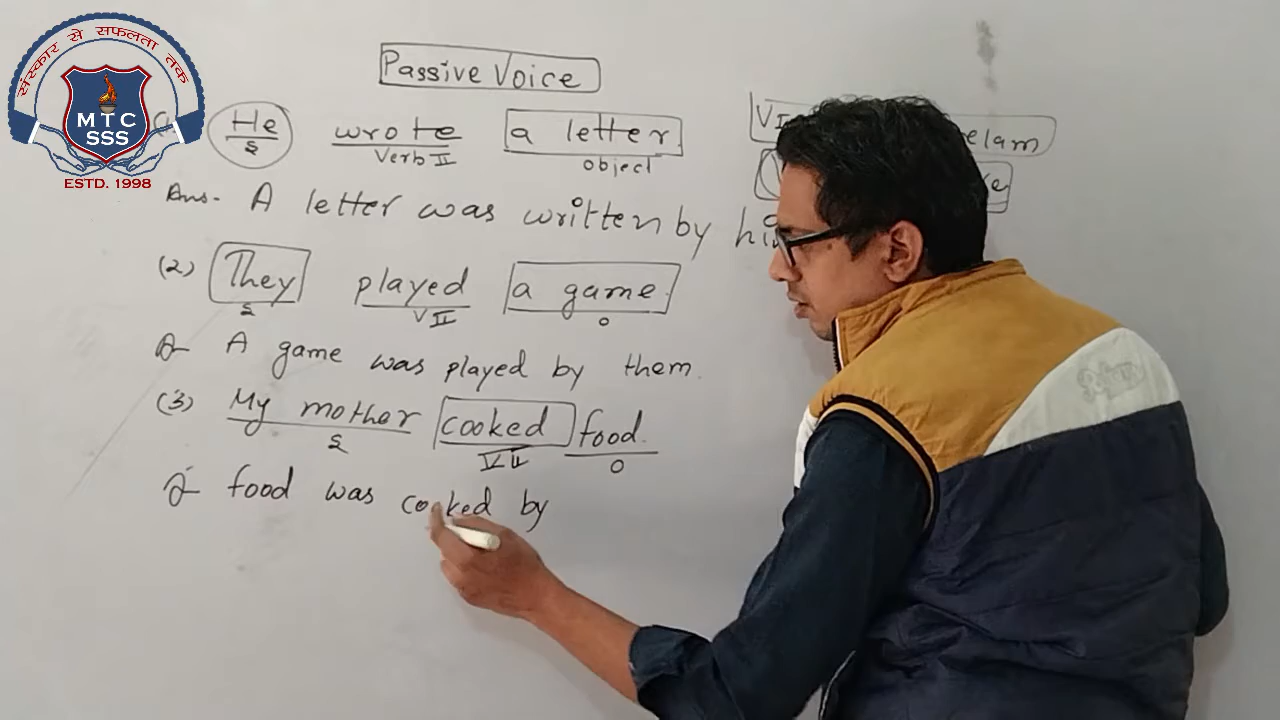 संस्कार से सफलता तक
MTC
SSS
ESTD. 1998
Passive Voice
He wrote a letter.
S Verb II object
Ans- A letter was written by
(2) They played a game.
S V II O
A game was played by them.
(3) My mother cooked food.
S V II O
food was cooked by